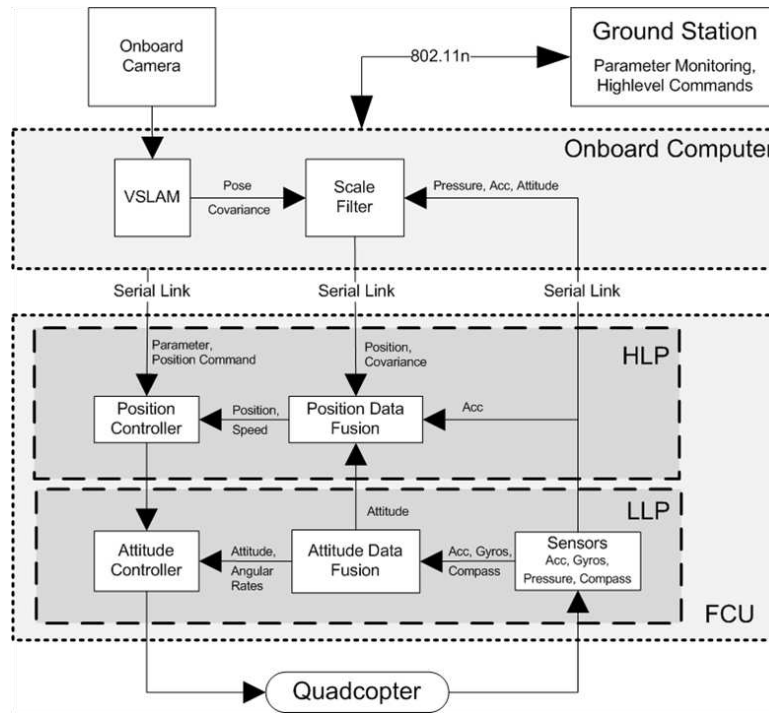 Onboard
Camera
802.11n
Ground Station
Parameter Monitoring,
Highlevel Commands
Onboard Computer
VSLAM
Pose
Covariance
Scale
Filter
Pressure, Acc, Attitude
Serial Link
Serial Link
Serial Link
HLP
Parameter,
Position Command
Position,
Covariance
Position
Controller
Position,
Speed
Position Data
Fusion
Acc
LLP
Attitude
Attitude
Controller
Attitude,
Angular
Rates
Attitude Data
Fusion
Acc, Gyros,
Compass
Sensors
Acc, Gyro,
Pressure, Compass
FCU
Quadcopter